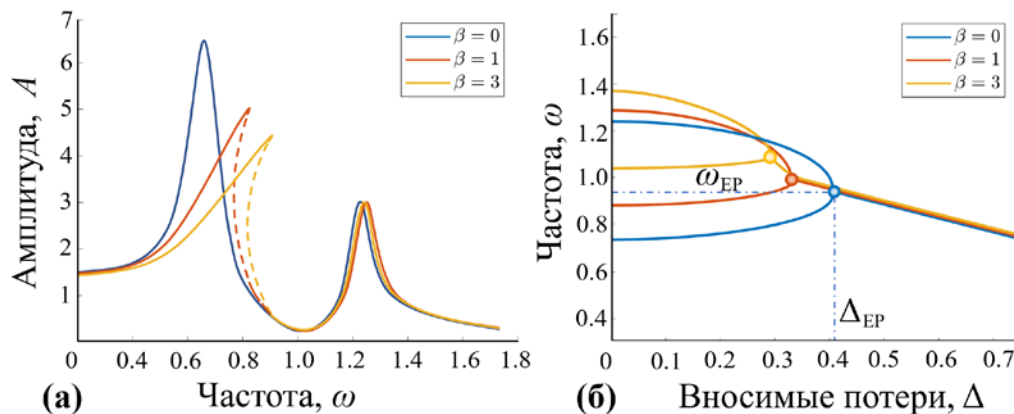 7
6
5
4
3
2
1
Амплитуда, A
β = 0
β = 1
β = 3
0 0.2 0.4 0.6 0.8 1.0 1.2 1.4 1.6 1.8
(а) Частота, ω
1.8
1.6
1.4
1.2
1.0
0.8
0.6
0.4
Частота, ω
β = 0
β = 1
β = 3
ωEP
ΔEP
0 0.1 0.2 0.3 0.4 0.5 0.6 0.7
(б) Вносимые потери, Δ